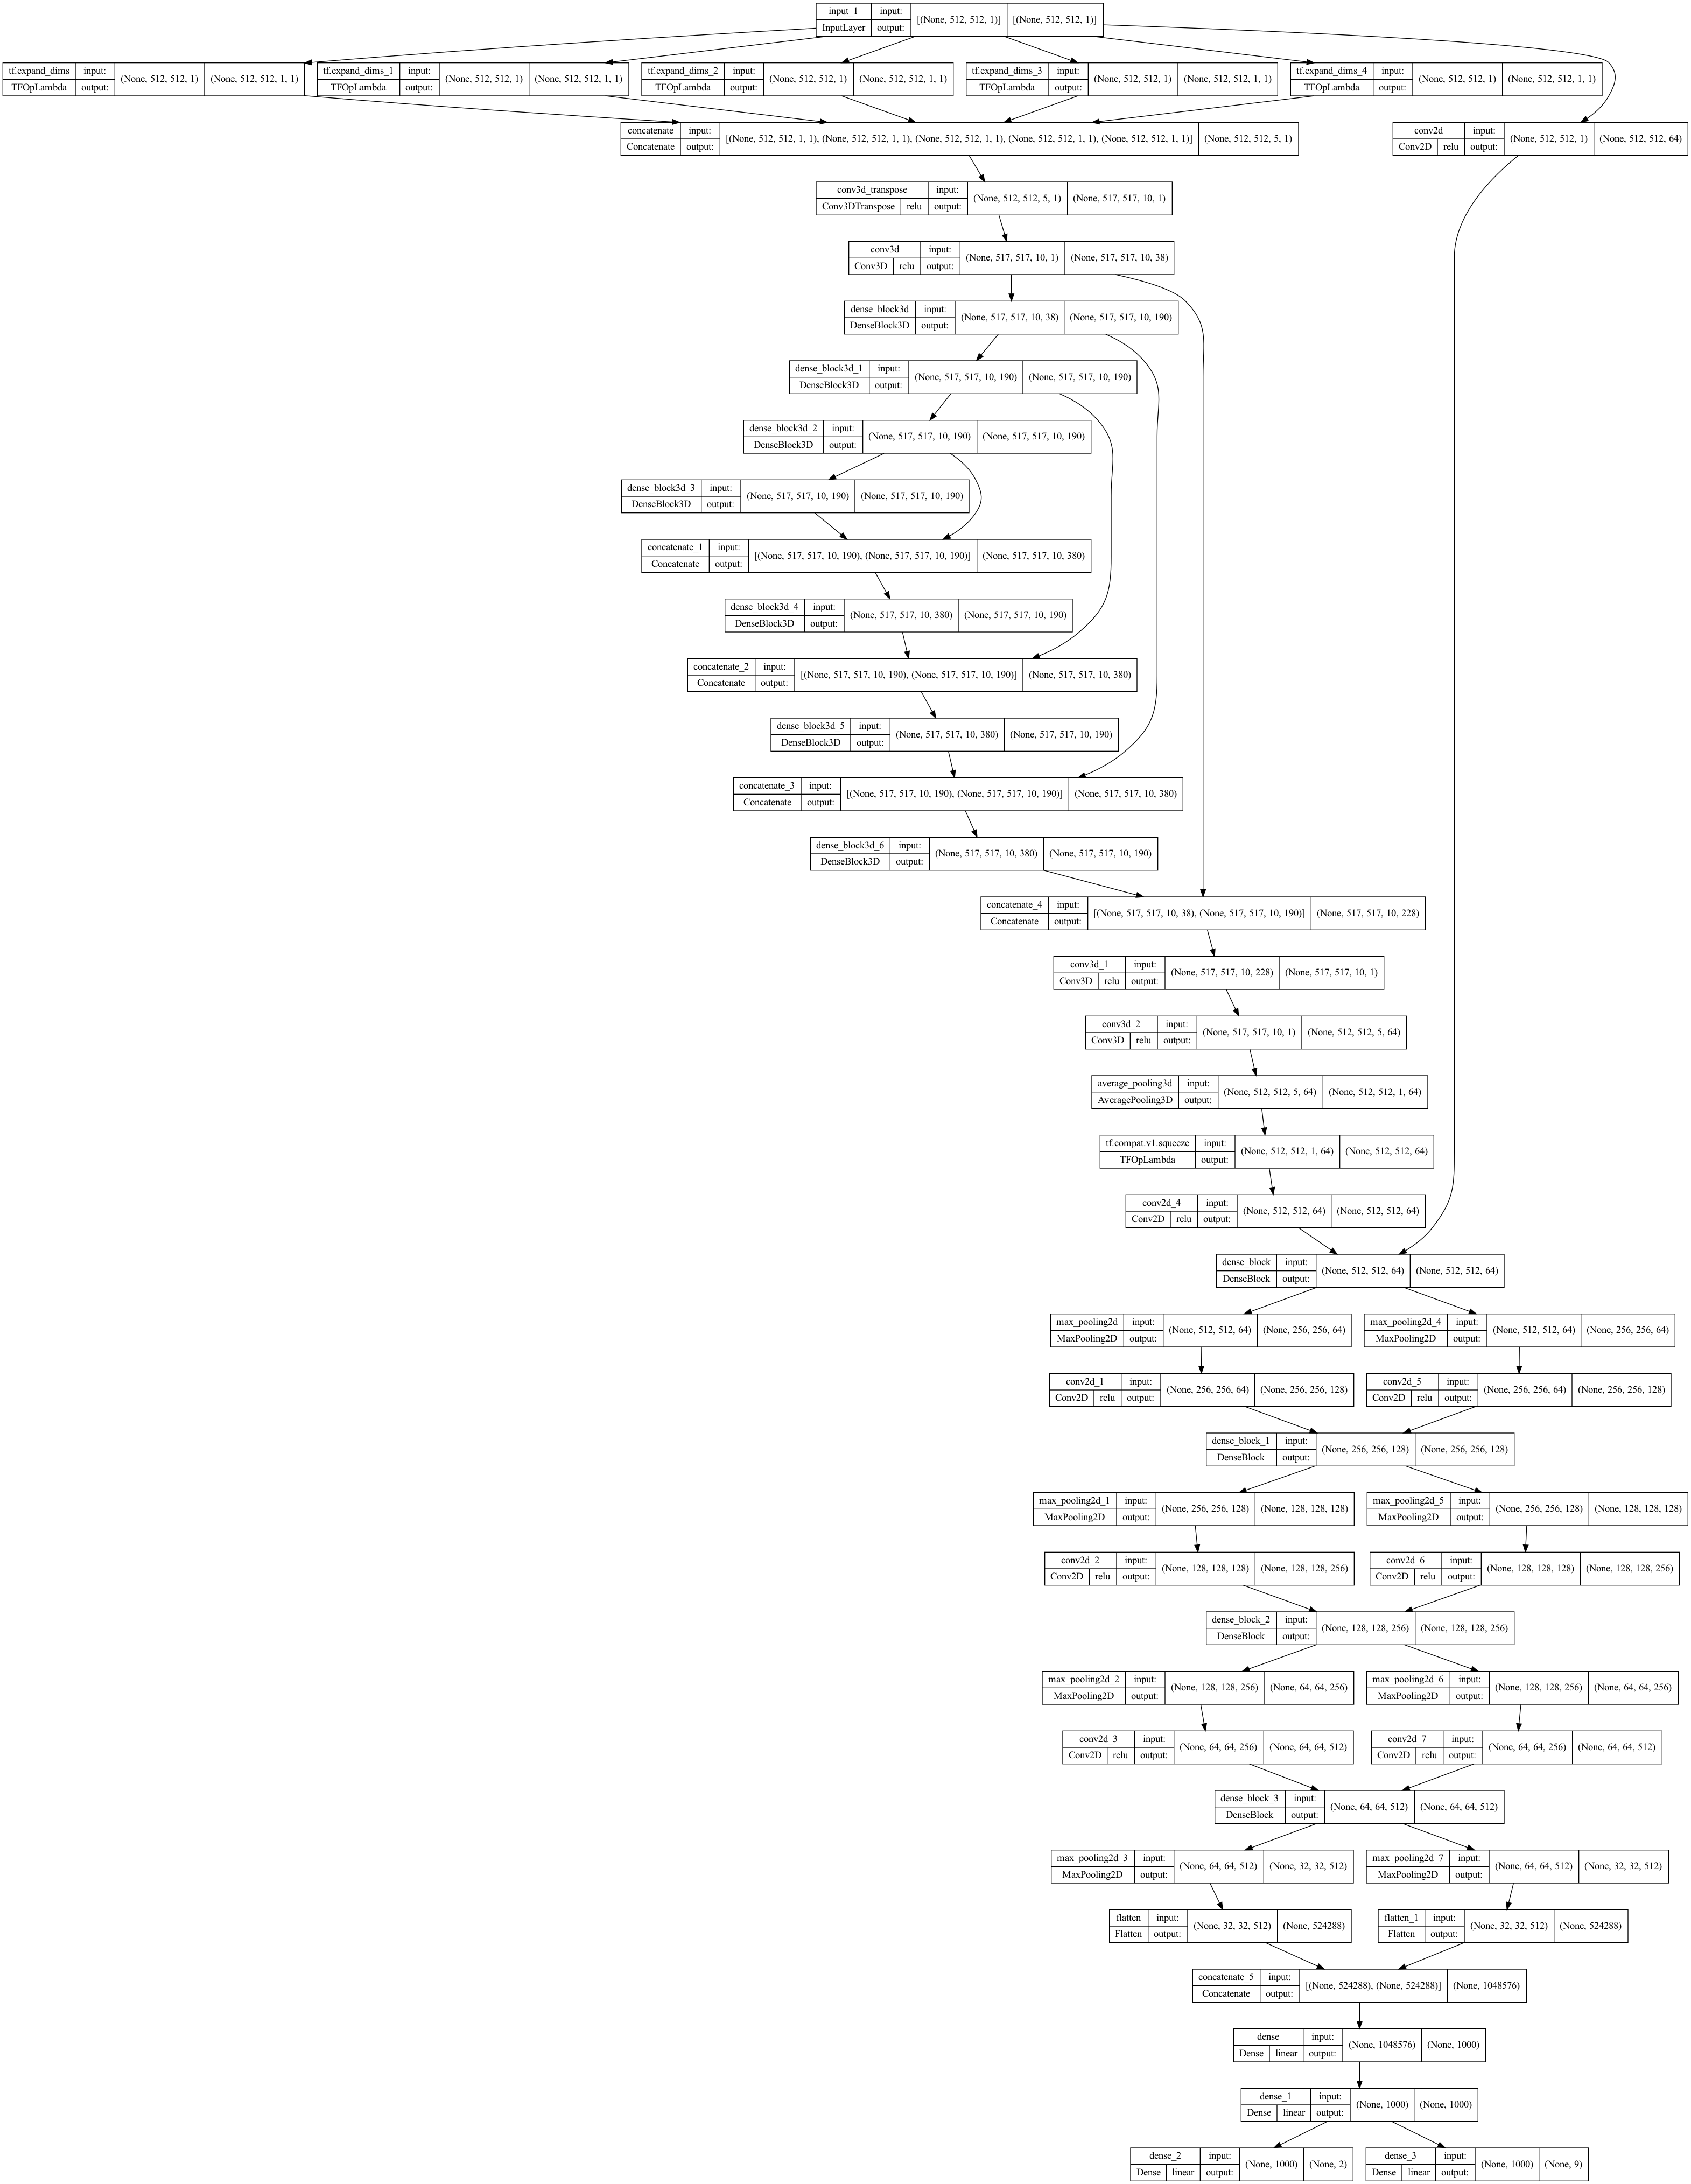 input_1 input: [(None, 512, 512, 1)] [(None, 512, 512, 1)]
InputLayer output:
tf.expand_dims input: (None, 512, 512, 1) (None, 512, 512, 1, 1)
TFOpLambda output:
tf.expand_dims_1 input: (None, 512, 512, 1) (None, 512, 512, 1, 1)
TFOpLambda output:
tf.expand_dims_2 input: (None, 512, 512, 1) (None, 512, 512, 1, 1)
TFOpLambda output:
tf.expand_dims_3 input: (None, 512, 512, 1) (None, 512, 512, 1, 1)
TFOpLambda output:
tf.expand_dims_4 input: (None, 512, 512, 1) (None, 512, 512, 1, 1)
TFOpLambda output:
concatenate input: [(None, 512, 512, 1, 1), (None, 512, 512, 1, 1), (None, 512, 512, 1, 1), (None, 512, 512, 1, 1), (None, 512, 512, 1, 1)] (None, 512, 512, 5, 1)
Concatenate output:
conv2d input: (None, 512, 512, 1) (None, 512, 512, 64)
Conv2D relu output:
conv3d_transpose input: (None, 512, 512, 5, 1) (None, 517, 517, 10, 1)
Conv3DTranspose relu output:
conv3d input: (None, 517, 517, 10, 1) (None, 517, 517, 10, 38)
Conv3D relu output:
dense_block3d input: (None, 517, 517, 10, 38) (None, 517, 517, 10, 190)
DenseBlock3D output:
dense_block3d_1 input: (None, 517, 517, 10, 190) (None, 517, 517, 10, 190)
DenseBlock3D output:
dense_block3d_2 input: (None, 517, 517, 10, 190) (None, 517, 517, 10, 190)
DenseBlock3D output:
dense_block3d_3 input: (None, 517, 517, 10, 190) (None, 517, 517, 10, 190)
DenseBlock3D output:
concatenate_1 input: [(None, 517, 517, 10, 190), (None, 517, 517, 10, 190)] (None, 517, 517, 10, 380)
Concatenate output:
dense_block3d_4 input: (None, 517, 517, 10, 380) (None, 517, 517, 10, 190)
DenseBlock3D output:
concatenate_2 input: [(None, 517, 517, 10, 190), (None, 517, 517, 10, 190)] (None, 517, 517, 10, 380)
Concatenate output:
dense_block3d_5 input: (None, 517, 517, 10, 380) (None, 517, 517, 10, 190)
DenseBlock3D output:
concatenate_3 input: [(None, 517, 517, 10, 190), (None, 517, 517, 10, 190)] (None, 517, 517, 10, 380)
Concatenate output:
dense_block3d_6 input: (None, 517, 517, 10, 380) (None, 517, 517, 10, 190)
DenseBlock3D output:
concatenate_4 input: [(None, 517, 517, 10, 38), (None, 517, 517, 10, 190)] (None, 517, 517, 10, 228)
Concatenate output:
conv3d_1 input: (None, 517, 517, 10, 228) (None, 517, 517, 10, 1)
Conv3D relu output:
conv3d_2 input: (None, 517, 517, 10, 1) (None, 512, 512, 5, 64)
Conv3D relu output:
average_pooling3d input: (None, 512, 512, 5, 64) (None, 512, 512, 1, 64)
AveragePooling3D output:
tf.compat.v1.squeeze input: (None, 512, 512, 1, 64) (None, 512, 512, 64)
TFOpLambda output:
conv2d_4 input: (None, 512, 512, 64) (None, 512, 512, 64)
Conv2D relu output:
dense_block input: (None, 512, 512, 64) (None, 512, 512, 64)
DenseBlock output:
max_pooling2d input: (None, 512, 512, 64) (None, 256, 256, 64)
MaxPooling2D output:
max_pooling2d_4 input: (None, 512, 512, 64) (None, 256, 256, 64)
MaxPooling2D output:
conv2d_1 input: (None, 256, 256, 64) (None, 256, 256, 128)
Conv2D relu output:
conv2d_5 input: (None, 256, 256, 64) (None, 256, 256, 128)
Conv2D relu output:
dense_block_1 input: (None, 256, 256, 128) (None, 256, 256, 128)
DenseBlock output:
max_pooling2d_1 input: (None, 256, 256, 128) (None, 128, 128, 128)
MaxPooling2D output:
max_pooling2d_5 input: (None, 256, 256, 128) (None, 128, 128, 128)
MaxPooling2D output:
conv2d_2 input: (None, 128, 128, 128) (None, 128, 128, 256)
Conv2D relu output:
conv2d_6 input: (None, 128, 128, 128) (None, 128, 128, 256)
Conv2D relu output:
dense_block_2 input: (None, 128, 128, 256) (None, 128, 128, 256)
DenseBlock output:
max_pooling2d_2 input: (None, 128, 128, 256) (None, 64, 64, 256)
MaxPooling2D output:
max_pooling2d_6 input: (None, 128, 128, 256) (None, 64, 64, 256)
MaxPooling2D output:
conv2d_3 input: (None, 64, 64, 256) (None, 64, 64, 512)
Conv2D relu output:
conv2d_7 input: (None, 64, 64, 256) (None, 64, 64, 512)
Conv2D relu output:
dense_block_3 input: (None, 64, 64, 512) (None, 64, 64, 512)
DenseBlock output:
max_pooling2d_3 input: (None, 64, 64, 512) (None, 32, 32, 512)
MaxPooling2D output:
max_pooling2d_7 input: (None, 64, 64, 512) (None, 32, 32, 512)
MaxPooling2D output:
flatten input: (None, 32, 32, 512) (None, 524288)
Flatten output:
flatten_1 input: (None, 32, 32, 512) (None, 524288)
Flatten output:
concatenate_5 input: [(None, 524288), (None, 524288)] (None, 1048576)
Concatenate output:
dense input: (None, 1048576) (None, 1000)
Dense linear output:
dense_1 input: (None, 1000) (None, 1000)
Dense linear output:
dense_2 input: (None, 1000) (None, 2)
Dense linear output:
dense_3 input: (None, 1000) (None, 9)
Dense linear output: